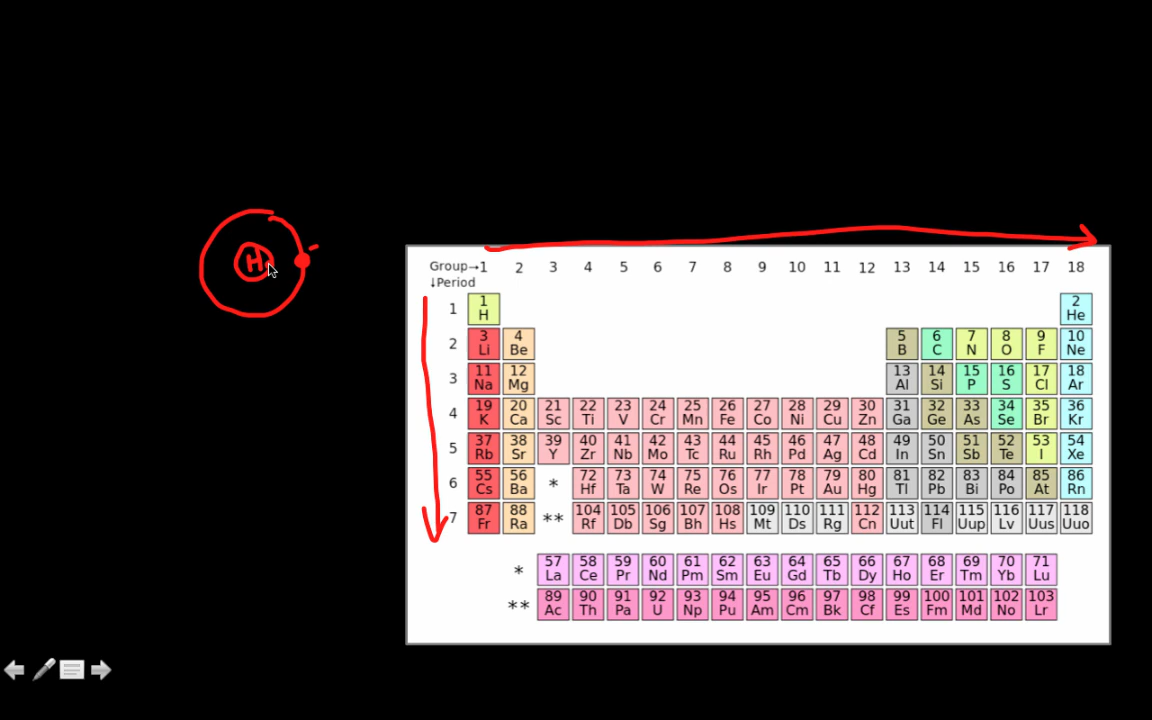 H
Group→1 2 3 4 5 6 7 8 9 10 11 12 13 14 15 16 17 18
↓Period
1 1 H 2 He
2 3 Li 4 Be 5 B 6 C 7 N 8 O 9 F 10 Ne
3 11 Na 12 Mg 13 Al 14 Si 15 P 16 S 17 Cl 18 Ar
4 19 K 20 Ca 21 Sc 22 Ti 23 V 24 Cr 25 Mn 26 Fe 27 Co 28 Ni 29 Cu 30 Zn 31 Ga 32 Ge 33 As 34 Se 35 Br 36 Kr
5 37 Rb 38 Sr 39 Y 40 Zr 41 Nb 42 Mo 43 Tc 44 Ru 45 Rh 46 Pd 47 Ag 48 Cd 49 In 50 Sn 51 Sb 52 Te 53 I 54 Xe
6 55 Cs 56 Ba * 72 Hf 73 Ta 74 W 75 Re 76 Os 77 Ir 78 Pt 79 Au 80 Hg 81 Tl 82 Pb 83 Bi 84 Po 85 At 86 Rn
7 87 Fr 88 Ra ** 104 Rf 105 Db 106 Sg 107 Bh 108 Hs 109 Mt 110 Ds 111 Rg 112 Cn 113 Uut 114 Fl 115 Uup 116 Lv 117 Uus 118 Uuo
* 57 La 58 Ce 59 Pr 60 Nd 61 Pm 62 Sm 63 Eu 64 Gd 65 Tb 66 Dy 67 Ho 68 Er 69 Tm 70 Yb 71 Lu
** 89 Ac 90 Th 91 Pa 92 U 93 Np 94 Pu 95 Am 96 Cm 97 Bk 98 Cf 99 Es 100 Fm 101 Md 102 No 103 Lr